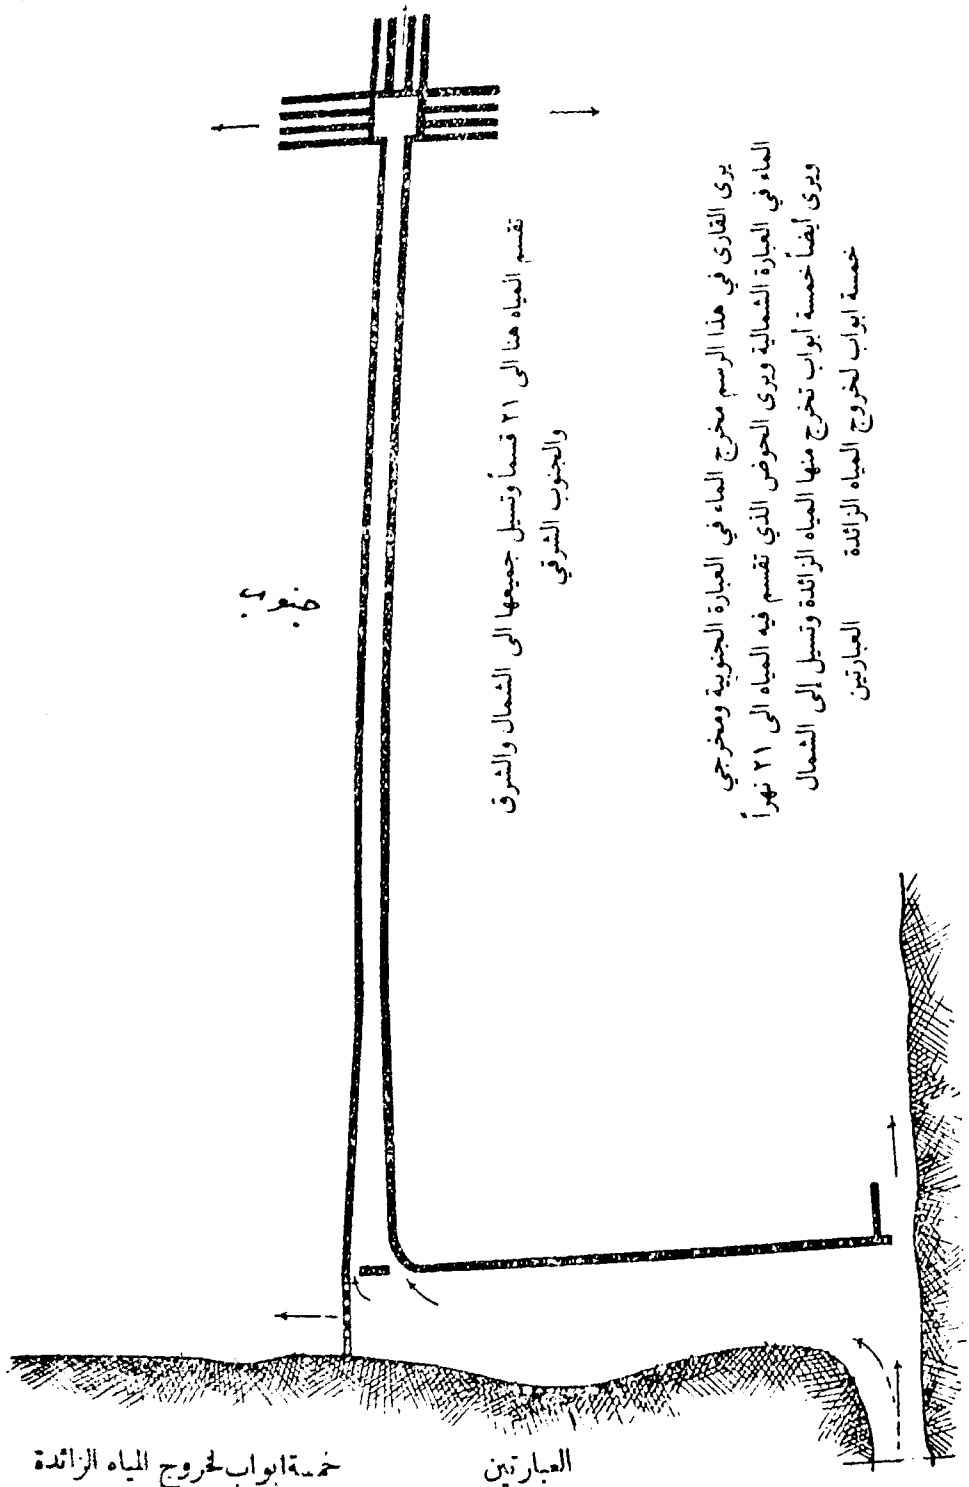 تقسم المياه هنا الى ٢١ قسماً وتسيل جميعها الى الشمال والشرق
والجنوب الشرقي
يرى القارئ في هذا الرسم مخرج الماء في العبارة الجنوبية ومخرجي
الماء في العبارة الشمالية ويرى الحوض الذي تقسم فيه المياه الى ٢١ نهراً
ويرى أيضاً خمسة أبواب تخرج منها المياه الزائدة وتسيل إلى الشمال
العبارتين خمسة ابواب لخروج المياه الزائدة
جنوب
العبارتين
خمسة ابواب لخروج المياه الزائدة